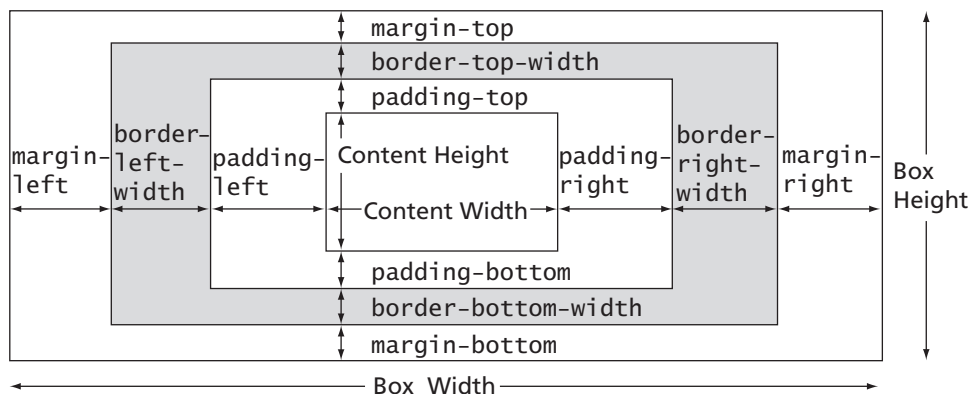 margin-top
border-top-width
padding-top
margin-
left
border-
left-
width
padding-
left
Content Height
Content Width
padding-
right
border-
right-
width
margin-
right
Box
Height
padding-bottom
border-bottom-width
margin-bottom
Box Width